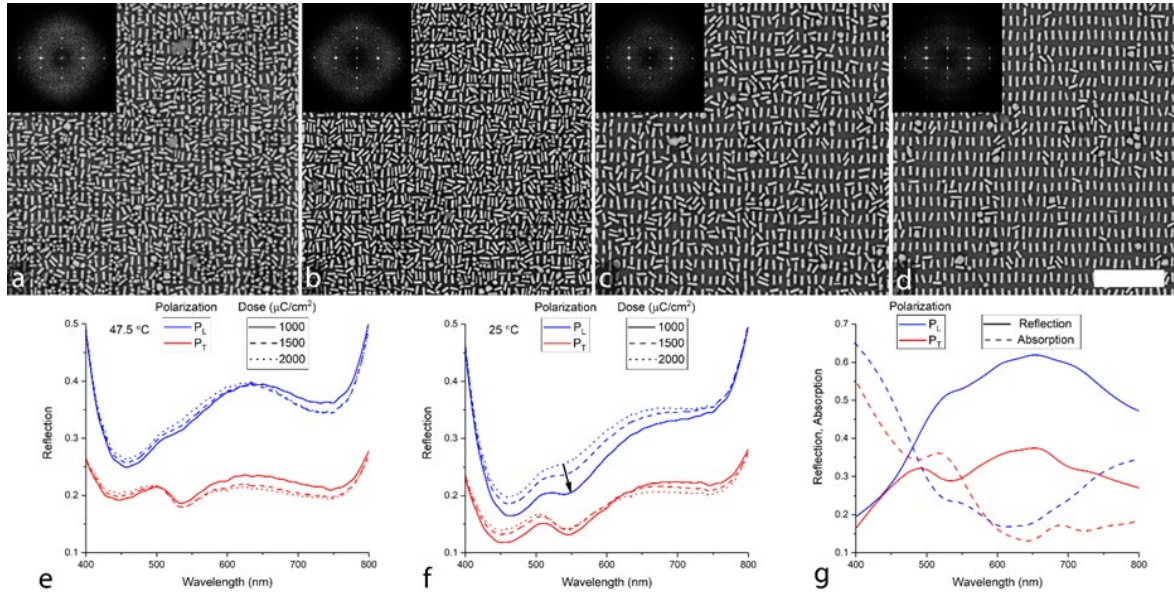 a
b
c
d
Polarization Dose (μC/cm²)
47.5 °C P_L 1000
P_T 1500
2000
Reflection
0.5
0.4
0.3
0.2
0.1
400 500 600 700 800
Wavelength (nm)
e
Polarization Dose (μC/cm²)
25 °C P_L 1000
P_T 1500
2000
Reflection
0.5
0.4
0.3
0.2
0.1
400 500 600 700 800
Wavelength (nm)
f
Polarization
P_L Reflection
P_T Absorption
Reflection, Absorption
0.7
0.6
0.5
0.4
0.3
0.2
0.1
400 500 600 700 800
Wavelength (nm)
g